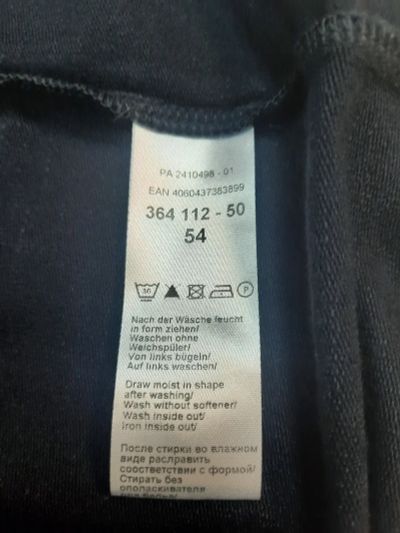 PA 2410498 - 01
EAN 4060437383899
364 112 - 50
54
30
P
Nach der Wäsche feucht
in form ziehen/
Waschen ohne
Weichspüler/
Von links bügeln/
Auf links waschen/
Draw moist in shape
after washing/
Wash without softener/
Wash inside out/
Iron inside out/
После стирки во влажном
виде расправить
соостветствии с формой/
Стирать без
ополаскивателя